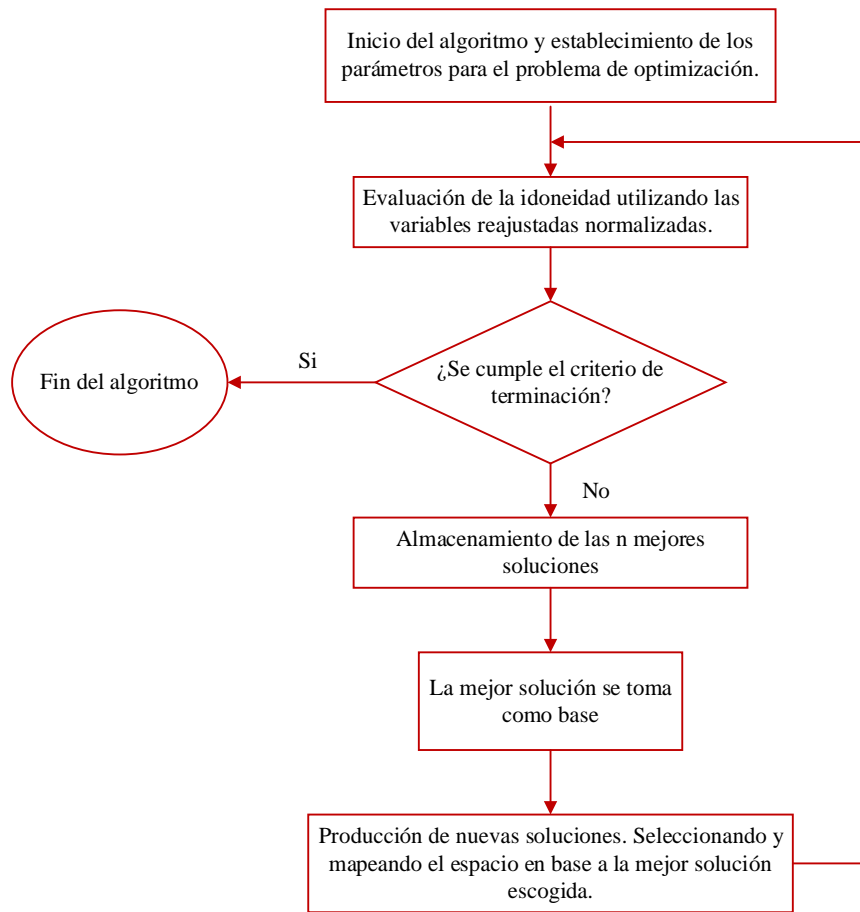 Inicio del algoritmo y establecimiento de los
parámetros para el problema de optimización.
Evaluación de la idoneidad utilizando las
variables reajustadas normalizadas.
¿Se cumple el criterio de
terminación?
Si
Fin del algoritmo
No
Almacenamiento de las n mejores
soluciones
La mejor solución se toma
como base
Producción de nuevas soluciones. Seleccionando y
mapeando el espacio en base a la mejor solución
escogida.